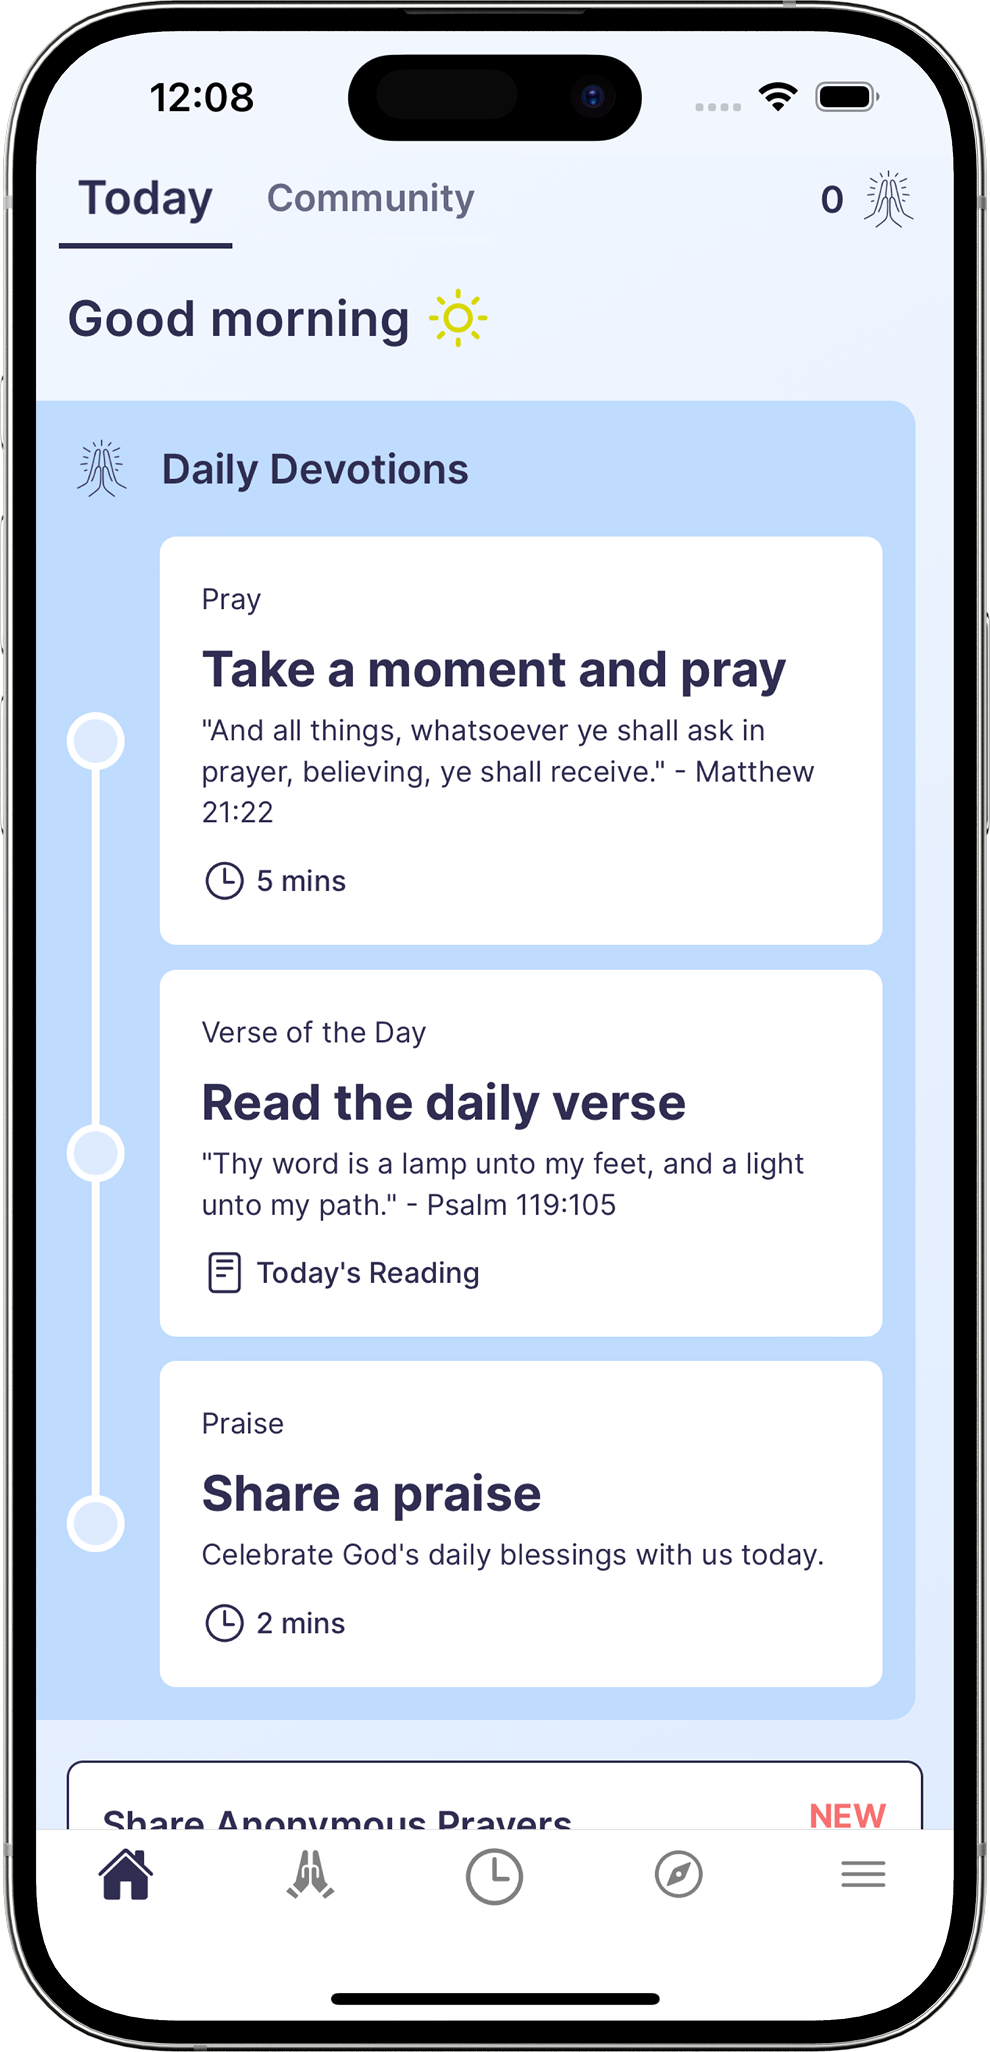 12:08
Today
Community
0
Good morning
Daily Devotions
Pray
Take a moment and pray
"And all things, whatsoever ye shall ask in
prayer, believing, ye shall receive." - Matthew
21:22
5 mins
Verse of the Day
Read the daily verse
"Thy word is a lamp unto my feet, and a light
unto my path." - Psalm 119:105
Today's Reading
Praise
Share a praise
Celebrate God's daily blessings with us today.
2 mins
Share Anonymous Prayers
NEW